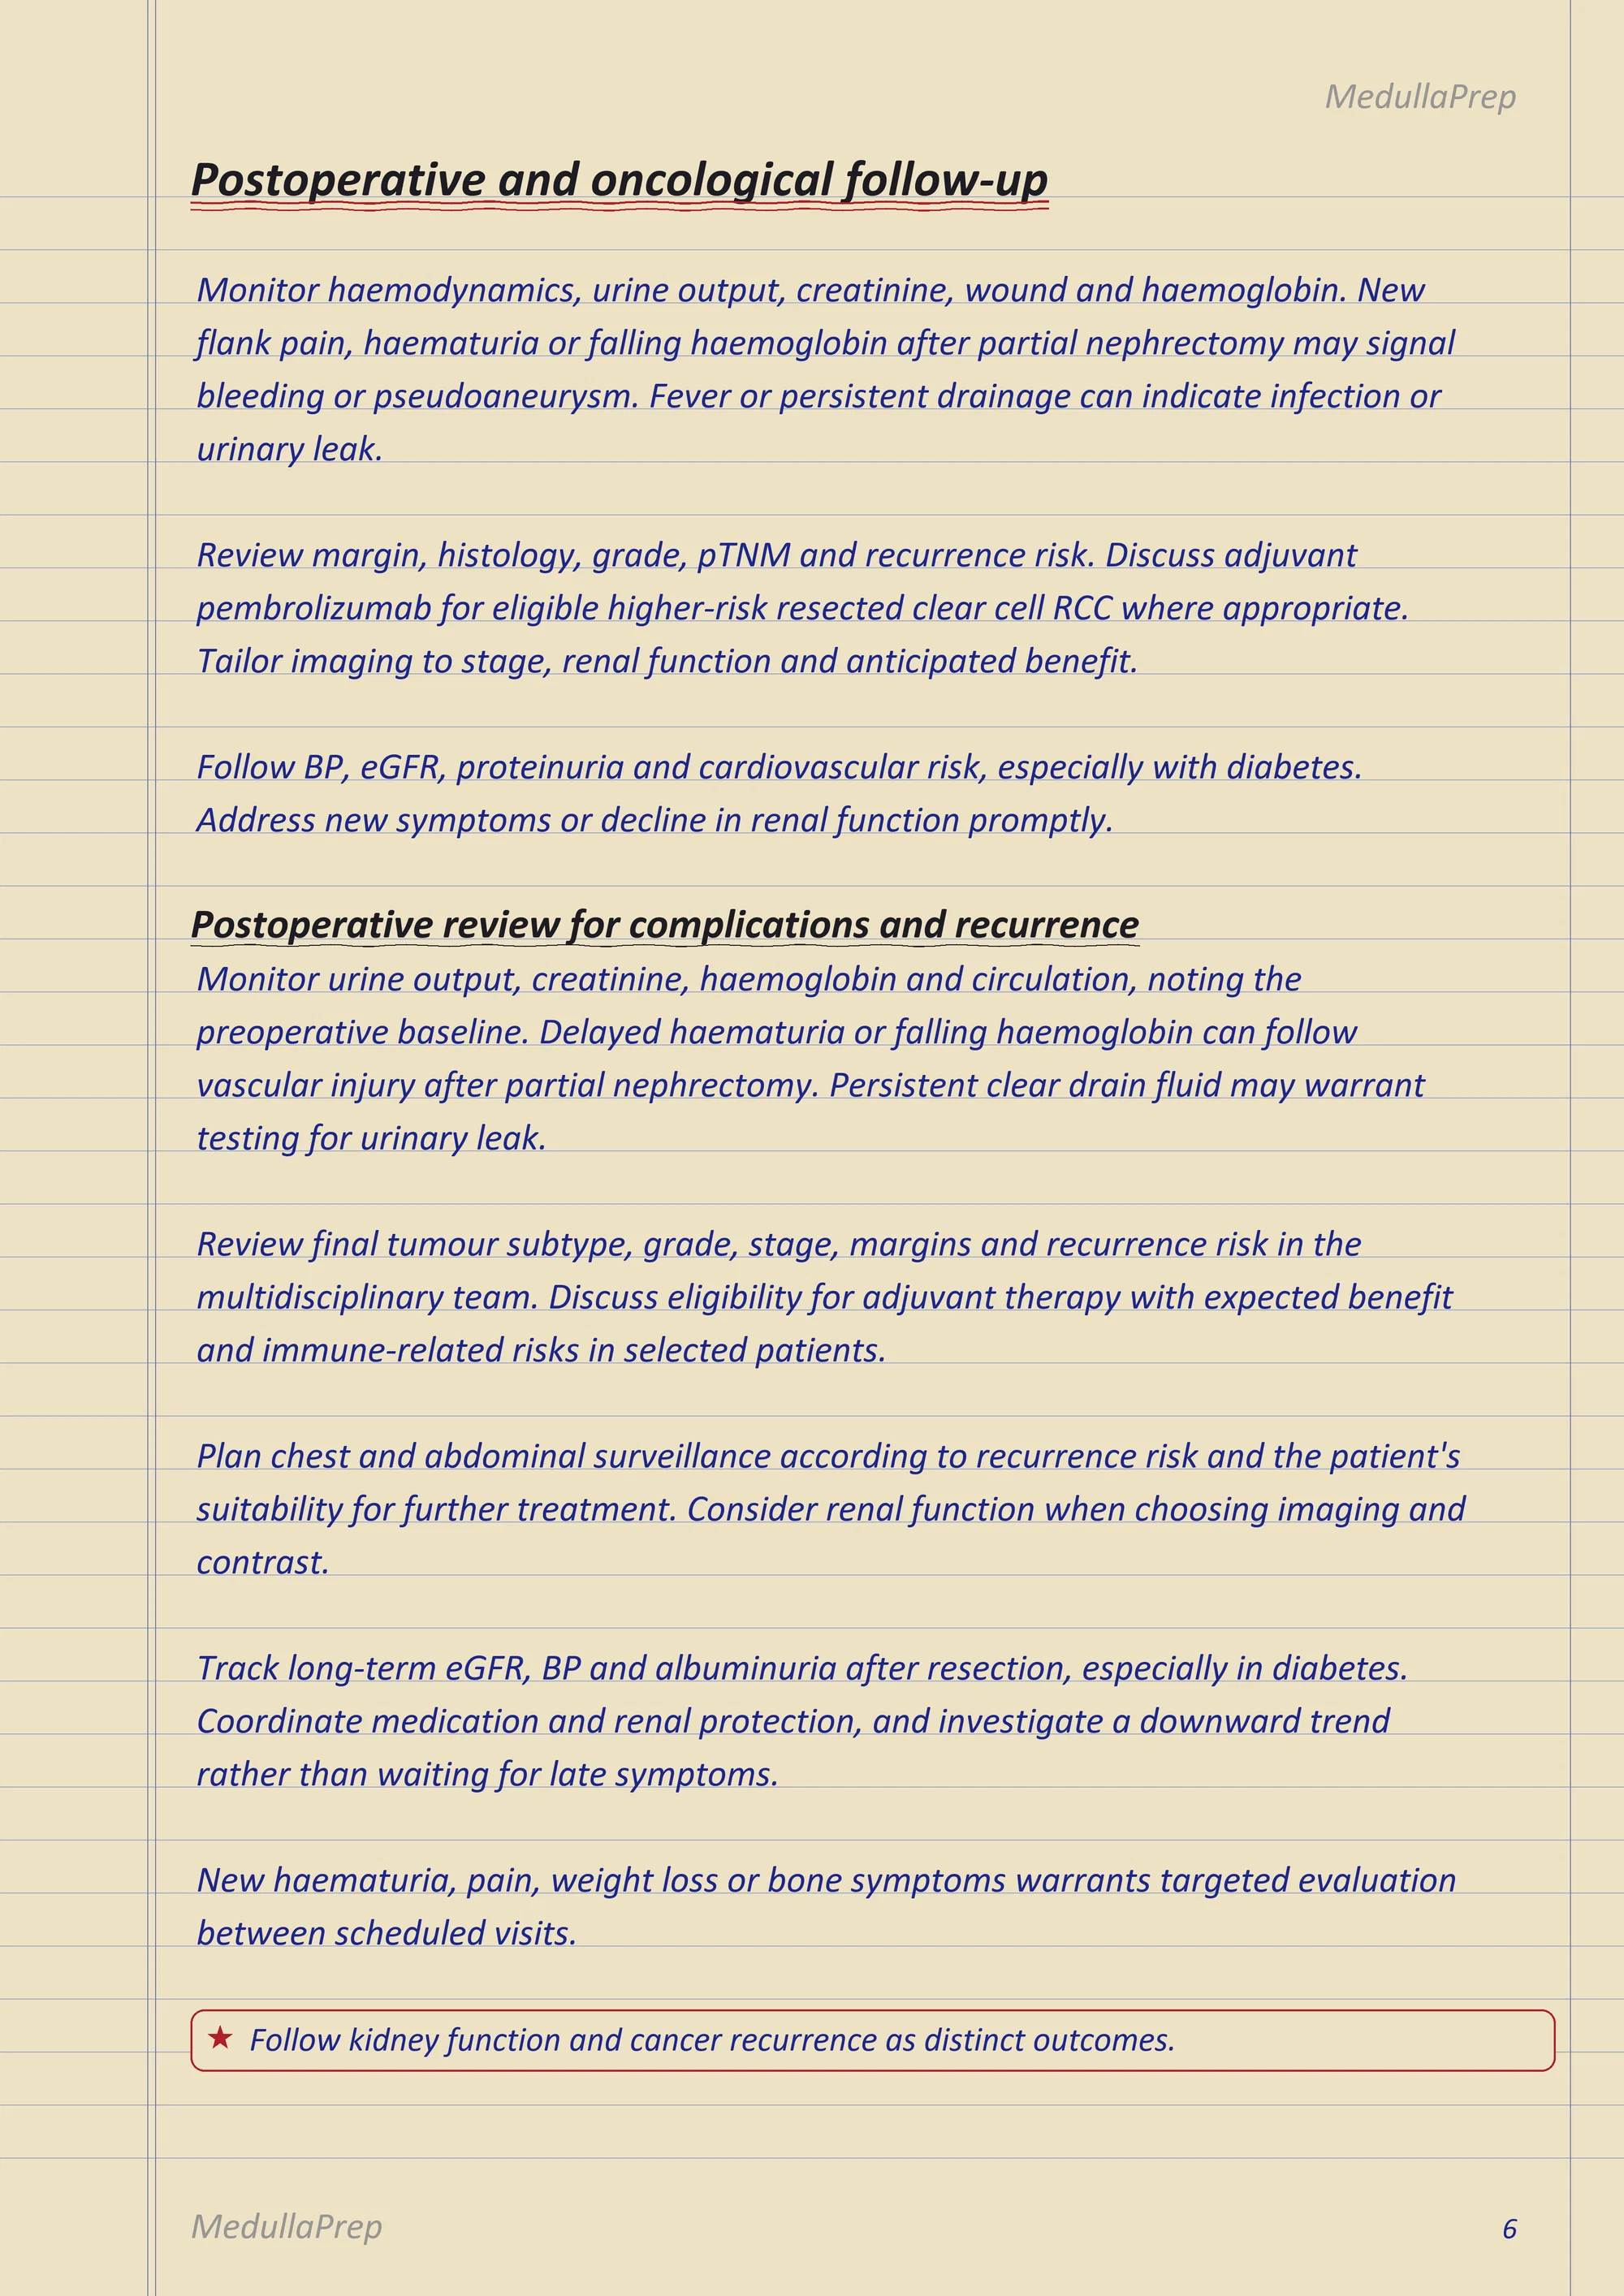 MedullaPrep
Postoperative and oncological follow-up
Monitor haemodynamics, urine output, creatinine, wound and haemoglobin. New
flank pain, haematuria or falling haemoglobin after partial nephrectomy may signal
bleeding or pseudoaneurysm. Fever or persistent drainage can indicate infection or
urinary leak.
Review margin, histology, grade, pTNM and recurrence risk. Discuss adjuvant
pembrolizumab for eligible higher-risk resected clear cell RCC where appropriate.
Tailor imaging to stage, renal function and anticipated benefit.
Follow BP, eGFR, proteinuria and cardiovascular risk, especially with diabetes.
Address new symptoms or decline in renal function promptly.
Postoperative review for complications and recurrence
Monitor urine output, creatinine, haemoglobin and circulation, noting the
preoperative baseline. Delayed haematuria or falling haemoglobin can follow
vascular injury after partial nephrectomy. Persistent clear drain fluid may warrant
testing for urinary leak.
Review final tumour subtype, grade, stage, margins and recurrence risk in the
multidisciplinary team. Discuss eligibility for adjuvant therapy with expected benefit
and immune-related risks in selected patients.
Plan chest and abdominal surveillance according to recurrence risk and the patient's
suitability for further treatment. Consider renal function when choosing imaging and
contrast.
Track long-term eGFR, BP and albuminuria after resection, especially in diabetes.
Coordinate medication and renal protection, and investigate a downward trend
rather than waiting for late symptoms.
New haematuria, pain, weight loss or bone symptoms warrants targeted evaluation
between scheduled visits.
★ Follow kidney function and cancer recurrence as distinct outcomes.
MedullaPrep
6